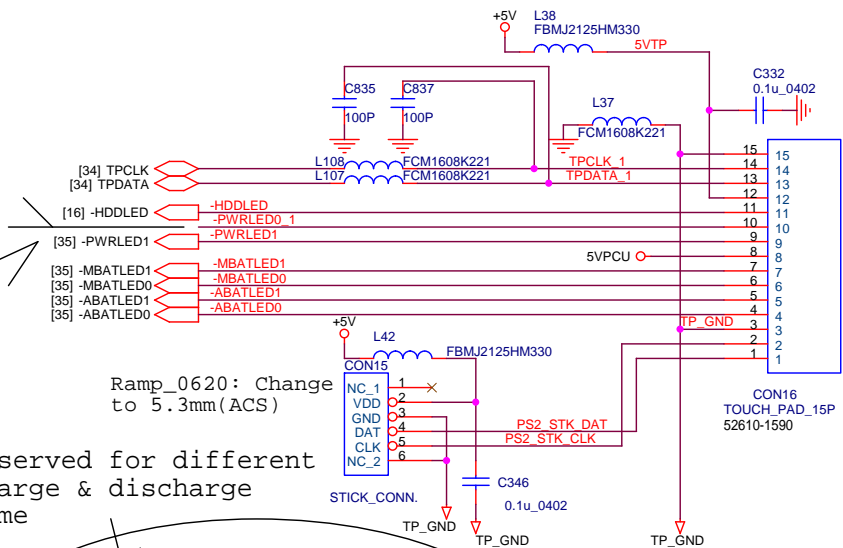 +5V
L38
FBMJ2125HM330
5VTP
C332
0.1u_0402
C835
C837
100P
100P
L37
FCM1608K221
L108
FCM1608K221
TPCLK_1
[34] TPCLK
L107
FCM1608K221
TPDATA_1
[34] TPDATA
[16] -HDDLED
-HDDLED
-PWRLED0_1
[35] -PWRLED1
-PWRLED1
5VPCU
[35] -MBATLED1
-MBATLED1
[35] -MBATLED0
-MBATLED0
[35] -ABATLED1
-ABATLED1
[35] -ABATLED0
-ABATLED0
TP_GND
15 15
14 14
13 13
12 12
11 11
10 10
9 9
8 8
7 7
6 6
5 5
4 4
3 3
2 2
1 1
CON16
TOUCH_PAD_15P
52610-1590
+5V
L42
FBMJ2125HM330
CON15
NC_1 1
VDD 2
GND 3
DAT 4
CLK 5
NC_2 6
PS2_STK_DAT
PS2_STK_CLK
STICK_CONN.
C346
0.1u_0402
TP_GND
TP_GND
TP_GND
Ramp_0620: Change
to 5.3mm(ACS)
served for different
arge & discharge
me